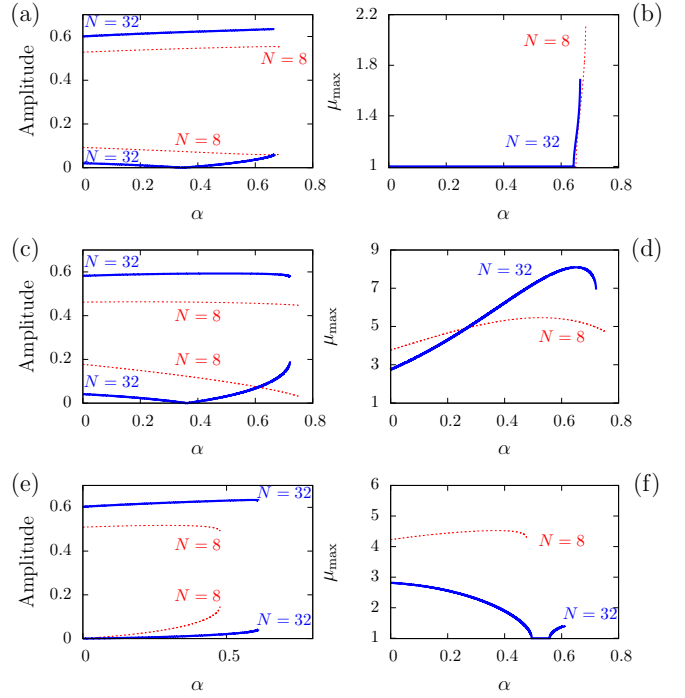 (a)
Amplitude
0.6
0.4
0.2
0
N = 32
N = 8
N = 8
N = 32
0
0.2
0.4
0.6
0.8
α
(b)
μmax
2.2
1.8
1.4
1
N = 8
N = 32
0
0.2
0.4
0.6
0.8
α
(c)
Amplitude
0.6
0.4
0.2
0
N = 32
N = 8
N = 8
N = 32
0
0.2
0.4
0.6
0.8
α
(d)
μmax
9
7
5
3
1
N = 32
N = 8
0
0.2
0.4
0.6
0.8
α
(e)
Amplitude
0.6
0.4
0.2
0
N = 32
N = 8
N = 8
N = 32
0
0.5
α
(f)
μmax
6
5
4
3
2
1
N = 8
N = 32
0
0.2
0.4
0.6
0.8
α